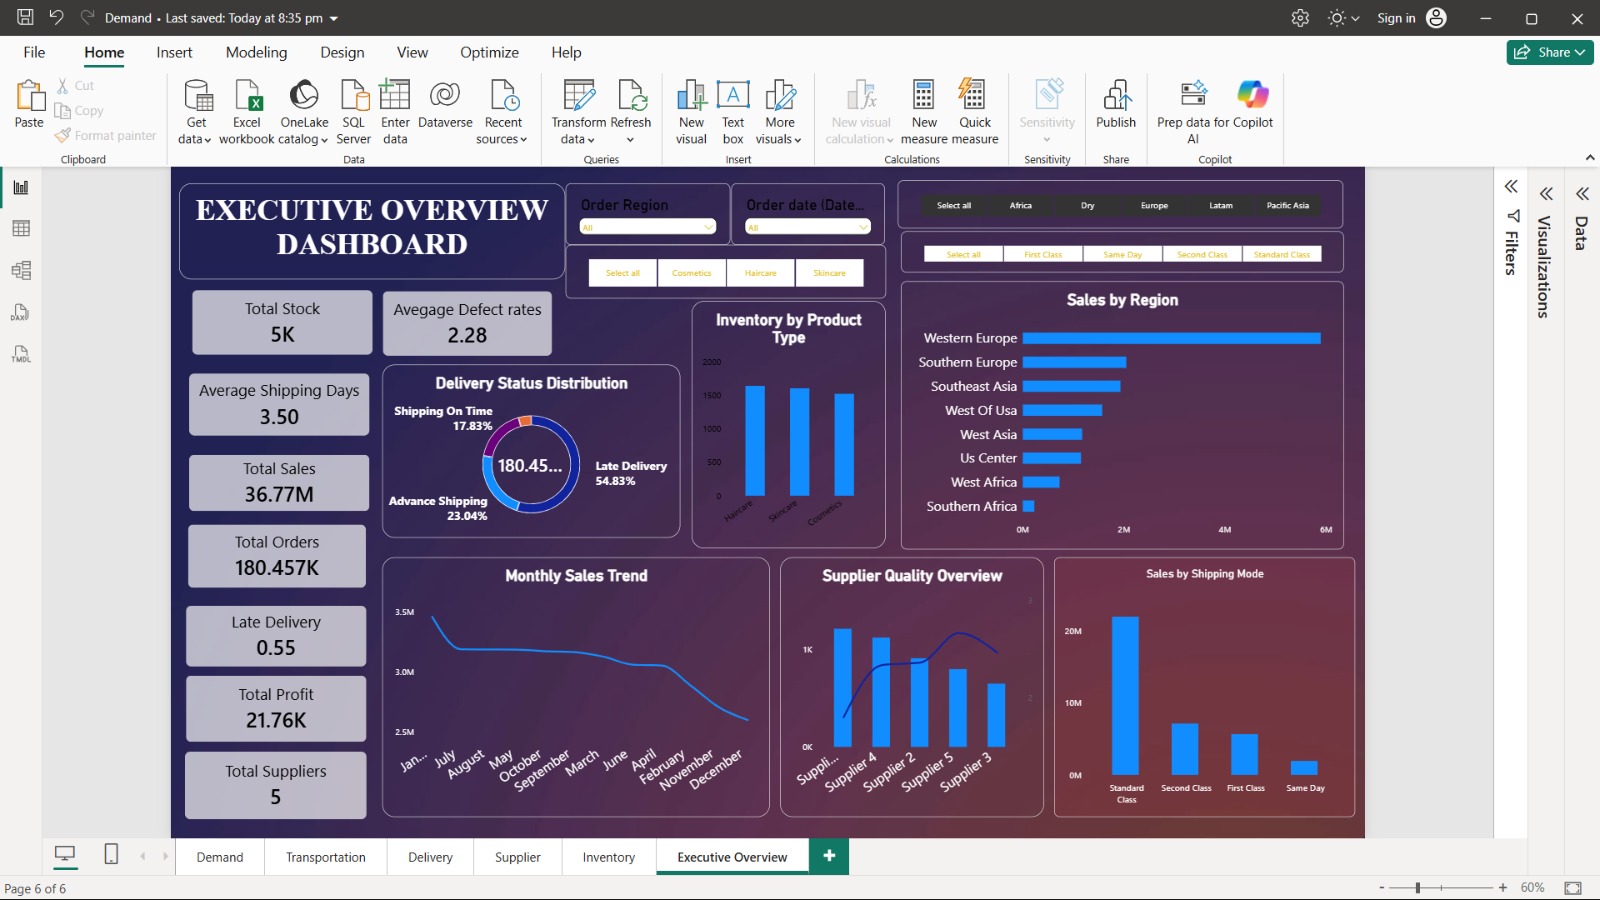 Demand • Last saved: Today at 8:35 pm
Sign in
File
Home
Insert
Modeling
Design
View
Optimize
Help
Share
Paste
Cut
Copy
Format painter
Clipboard
Get data
Excel workbook
OneLake catalog
SQL Server
Enter data
Dataverse
Recent sources
Data
Transform data
Refresh
Queries
New visual
Text box
More visuals
Insert
New visual calculation
New measure
Quick measure
Calculations
Sensitivity
Sensitivity
Publish
Share
Prep data for AI
Copilot
Copilot
EXECUTIVE OVERVIEW
DASHBOARD
Order Region
All
Order date (Date...
All
Select all
Cosmetics
Haircare
Skincare
Select all
Africa
Dry
Europe
Latam
Pacific Asia
Select all
First Class
Same Day
Second Class
Standard Class
Total Stock
5K
Avegage Defect rates
2.28
Average Shipping Days
3.50
Total Sales
36.77M
Total Orders
180.457K
Late Delivery
0.55
Total Profit
21.76K
Total Suppliers
5
Delivery Status Distribution
Shipping On Time
17.83%
180.45...
Late Delivery
54.83%
Advance Shipping
23.04%
Inventory by Product
Type
2000
1500
1000
500
0
Haircare
Skincare
Cosmetics
Sales by Region
Western Europe
Southern Europe
Southeast Asia
West Of Usa
West Asia
Us Center
West Africa
Southern Africa
0M
2M
4M
6M
Monthly Sales Trend
3.5M
3.0M
2.5M
Jan...
July
August
May
October
September
March
June
April
February
November
December
Supplier Quality Overview
3
1K
2
0K
Suppli...
Supplier 4
Supplier 2
Supplier 5
Supplier 3
Sales by Shipping Mode
20M
10M
0M
Standard Class
Second Class
First Class
Same Day
Filters
Visualizations
Data
DAX
TMDL
Demand
Transportation
Delivery
Supplier
Inventory
Executive Overview
Page 6 of 6
60%